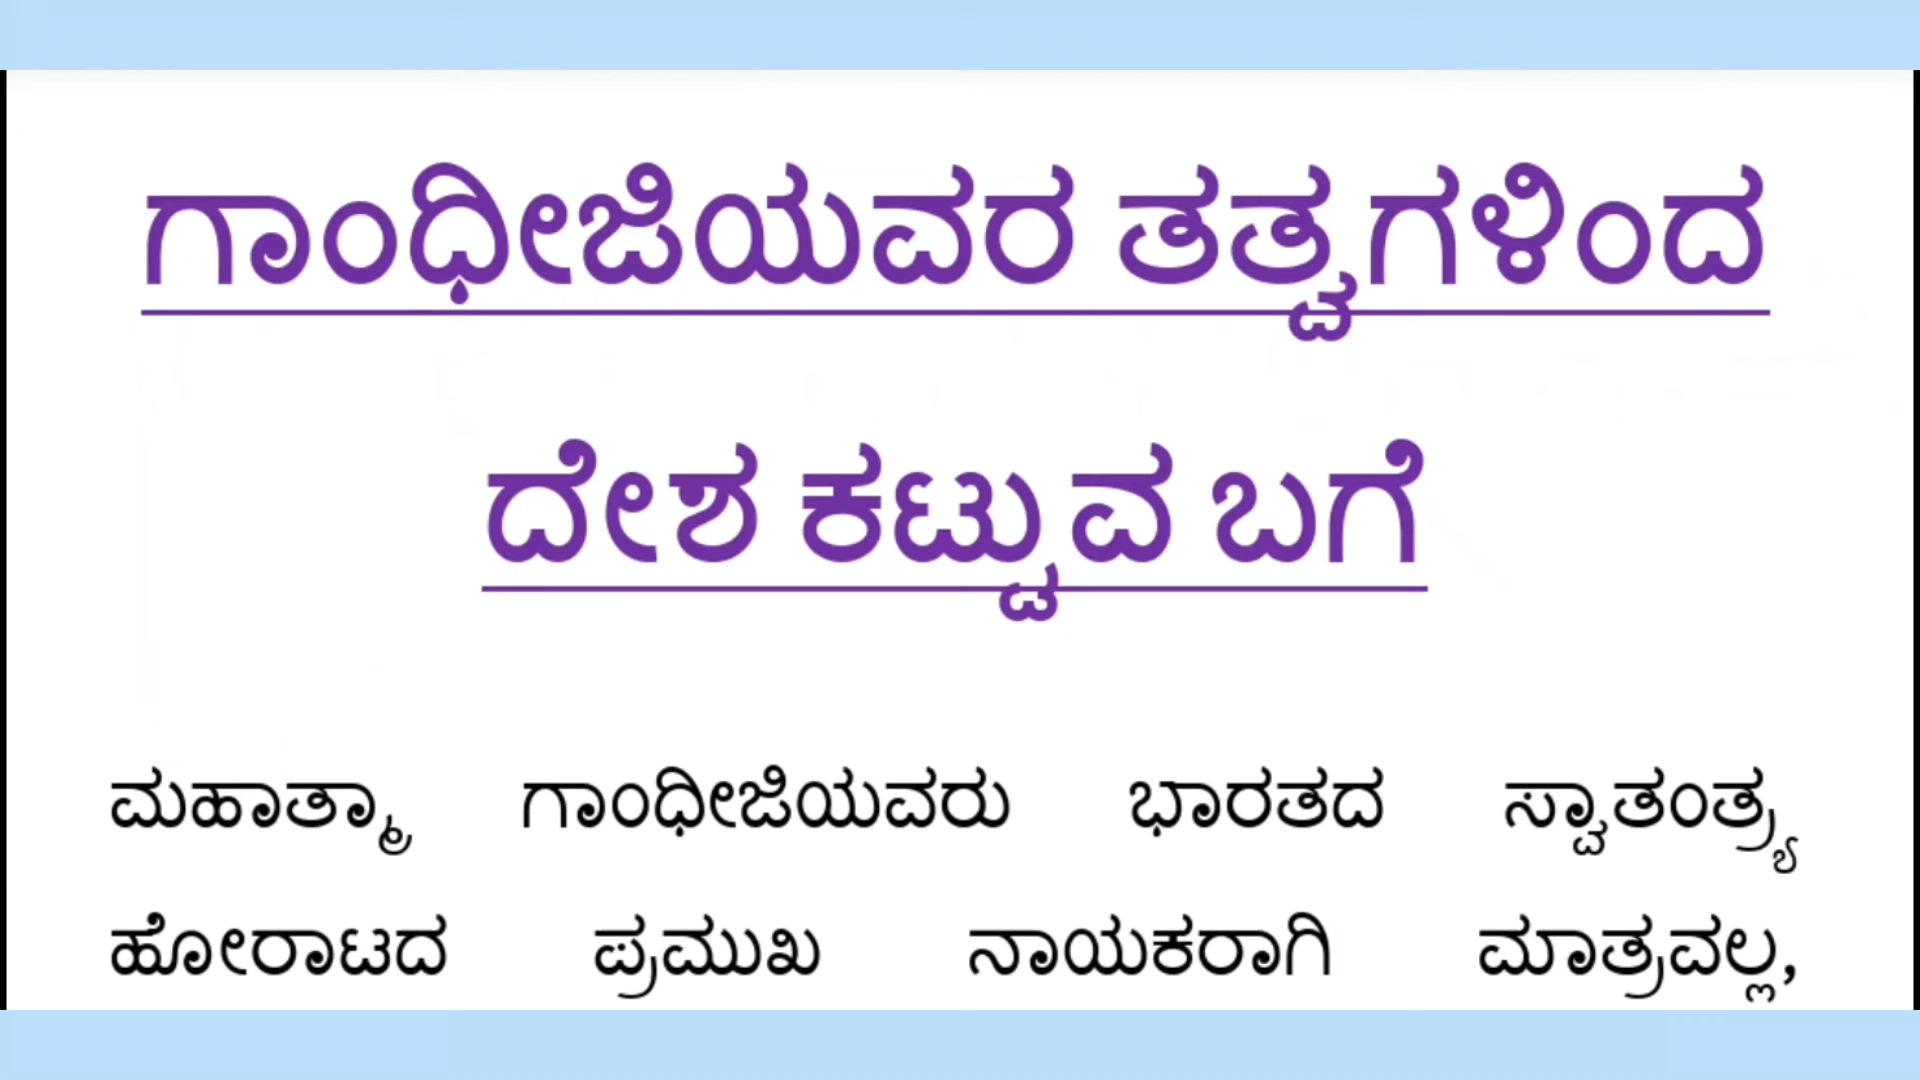 ಗಾಂಧೀಜಿಯವರ ತತ್ವಗಳಿಂದ
ದೇಶ ಕಟ್ಟುವ ಬಗೆ
ಮಹಾತ್ಮಾ ಗಾಂಧೀಜಿಯವರು ಭಾರತದ ಸ್ವಾತಂತ್ರ್ಯ
ಹೋರಾಟದ ಪ್ರಮುಖ ನಾಯಕರಾಗಿ ಮಾತ್ರವಲ್ಲ,